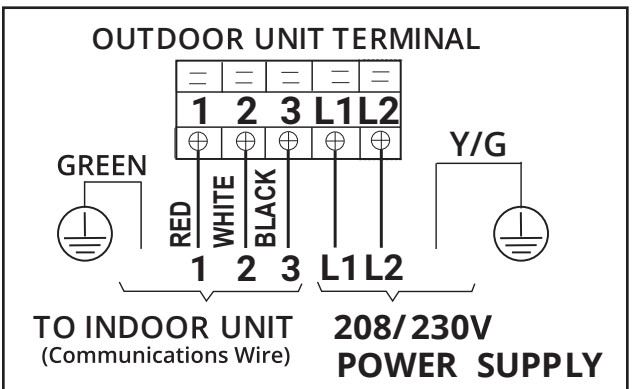 OUTDOOR UNIT TERMINAL
1 2 3 L1 L2
GREEN
Y/G
RED
WHITE
BLACK
1 2 3 L1 L2
TO INDOOR UNIT
(Communications Wire)
208/230V
POWER SUPPLY